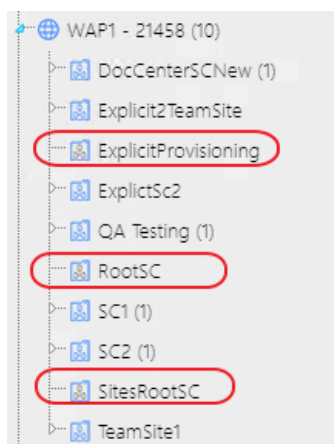 WAP1 - 21458 (10)
DocCenterSCNew (1)
Explicit2TeamSite
ExplicitProvisioning
ExplictSc2
QA Testing (1)
RootSC
SC1 (1)
SC2 (1)
SitesRootSC
TeamSite1